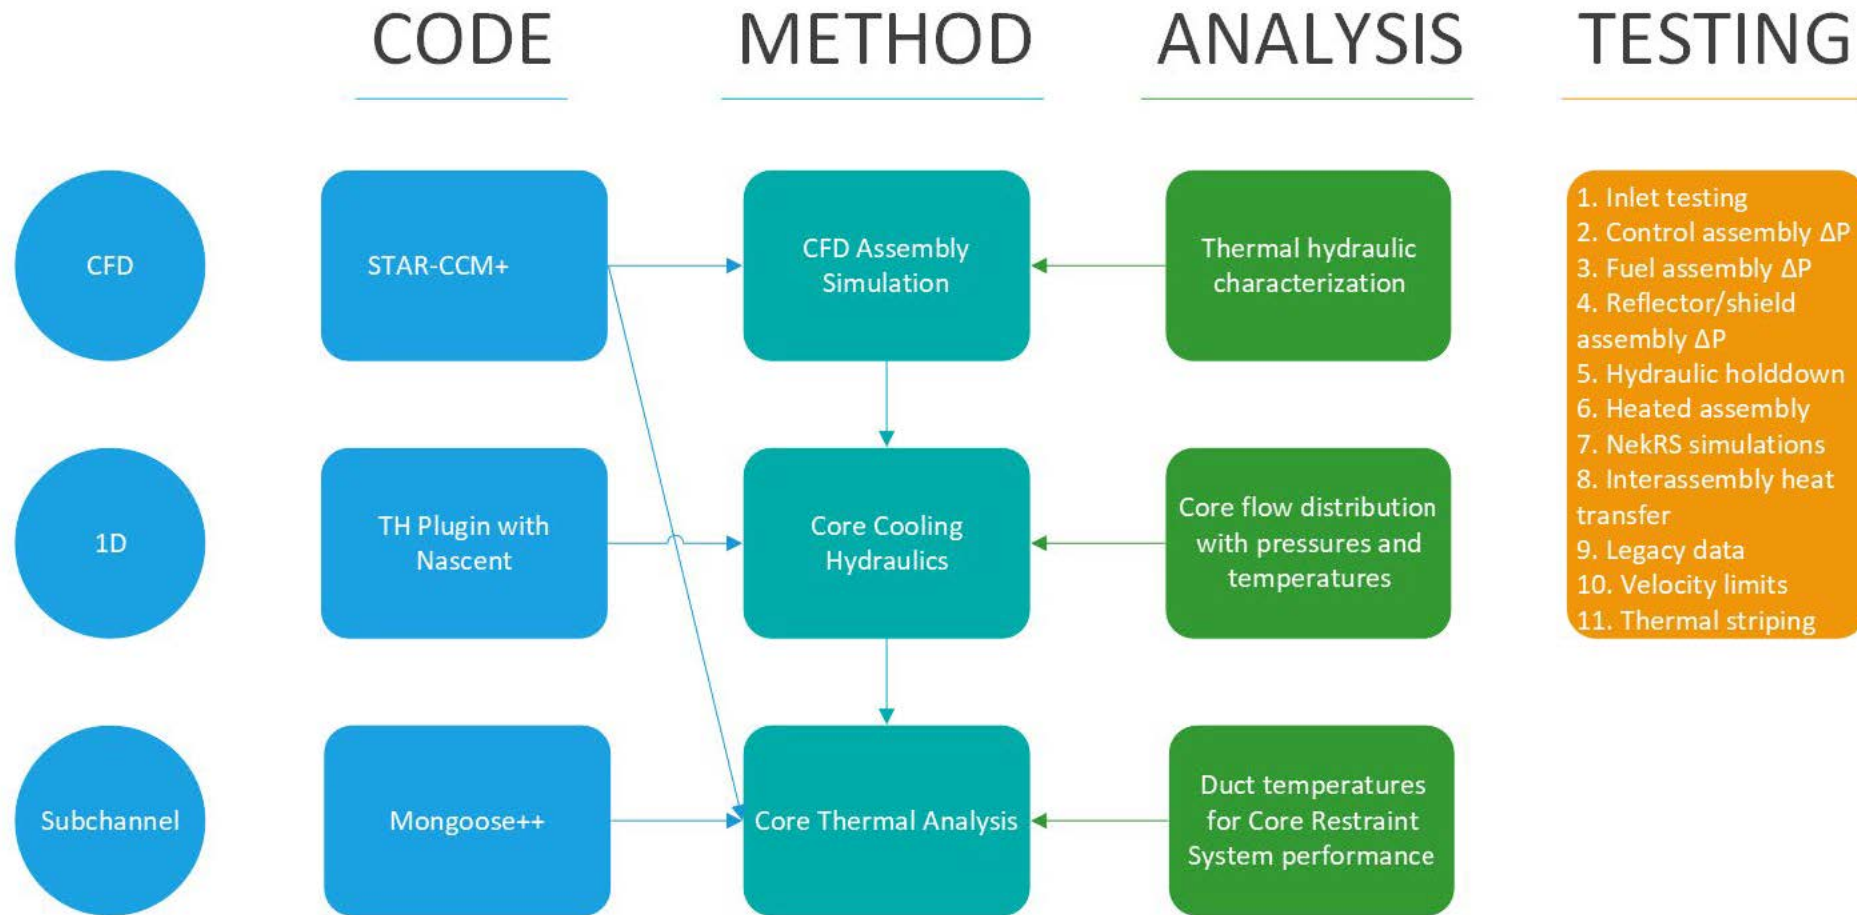 CODE
METHOD
ANALYSIS
TESTING
CFD
STAR-CCM+
CFD Assembly
Simulation
Thermal hydraulic
characterization
1D
TH Plugin with
Nascent
Core Cooling
Hydraulics
Core flow distribution
with pressures and
temperatures
Subchannel
Mongoose++
Core Thermal Analysis
Duct temperatures
for Core Restraint
System performance
1. Inlet testing
2. Control assembly ΔP
3. Fuel assembly ΔP
4. Reflector/shield
assembly ΔP
5. Hydraulic holddown
6. Heated assembly
7. NekRS simulations
8. Interassembly heat
transfer
9. Legacy data
10. Velocity limits
11. Thermal striping